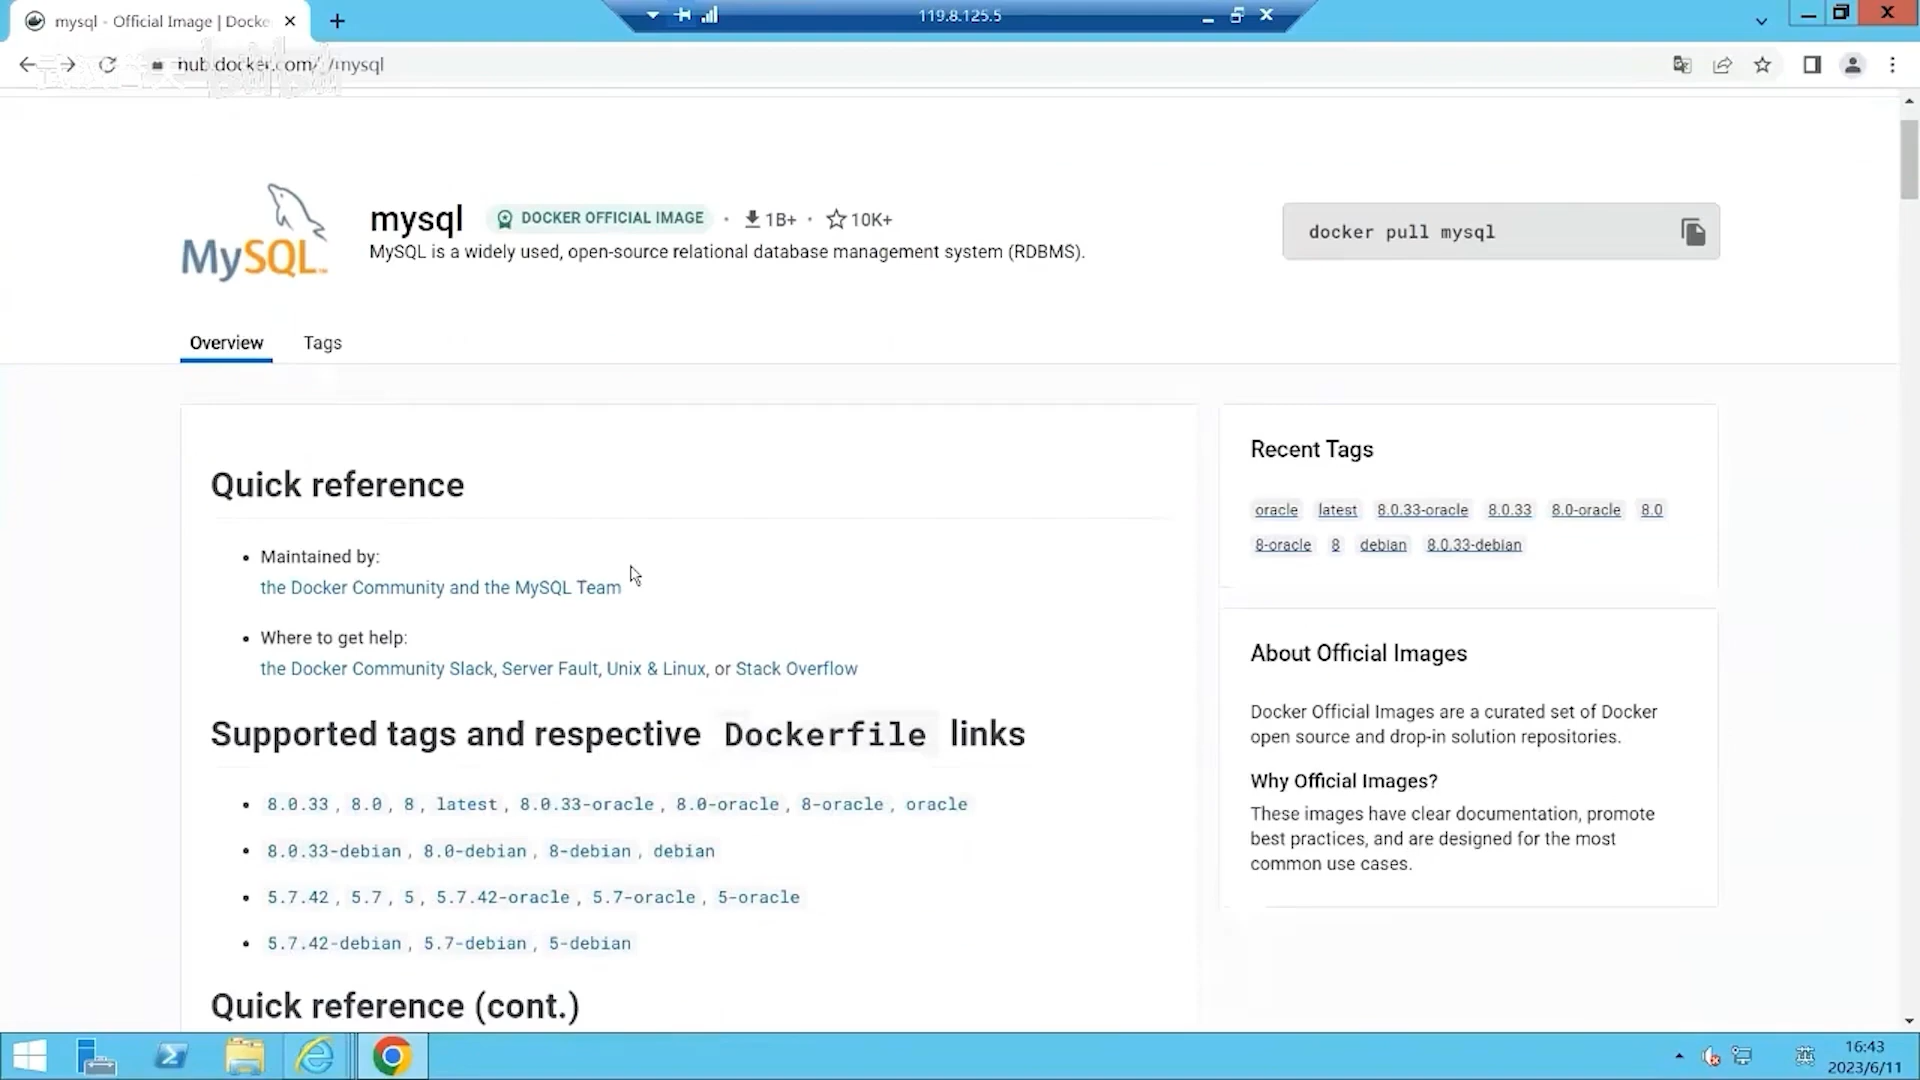 mysql - Official Image | Docke
119.8.125.5
hub.docker.com/_/mysql
MySQL
mysql DOCKER OFFICIAL IMAGE · 1B+ · 10K+
MySQL is a widely used, open-source relational database management system (RDBMS).
docker pull mysql
Overview Tags
Quick reference
• Maintained by:
the Docker Community and the MySQL Team
• Where to get help:
the Docker Community Slack, Server Fault, Unix & Linux, or Stack Overflow
Supported tags and respective Dockerfile links
• 8.0.33, 8.0, 8, latest, 8.0.33-oracle, 8.0-oracle, 8-oracle, oracle
• 8.0.33-debian, 8.0-debian, 8-debian, debian
• 5.7.42, 5.7, 5, 5.7.42-oracle, 5.7-oracle, 5-oracle
• 5.7.42-debian, 5.7-debian, 5-debian
Quick reference (cont.)
Recent Tags
oracle latest 8.0.33-oracle 8.0.33 8.0-oracle 8.0
8-oracle 8 debian 8.0.33-debian
About Official Images
Docker Official Images are a curated set of Docker
open source and drop-in solution repositories.
Why Official Images?
These images have clear documentation, promote
best practices, and are designed for the most
common use cases.
16:43
英
2023/6/11